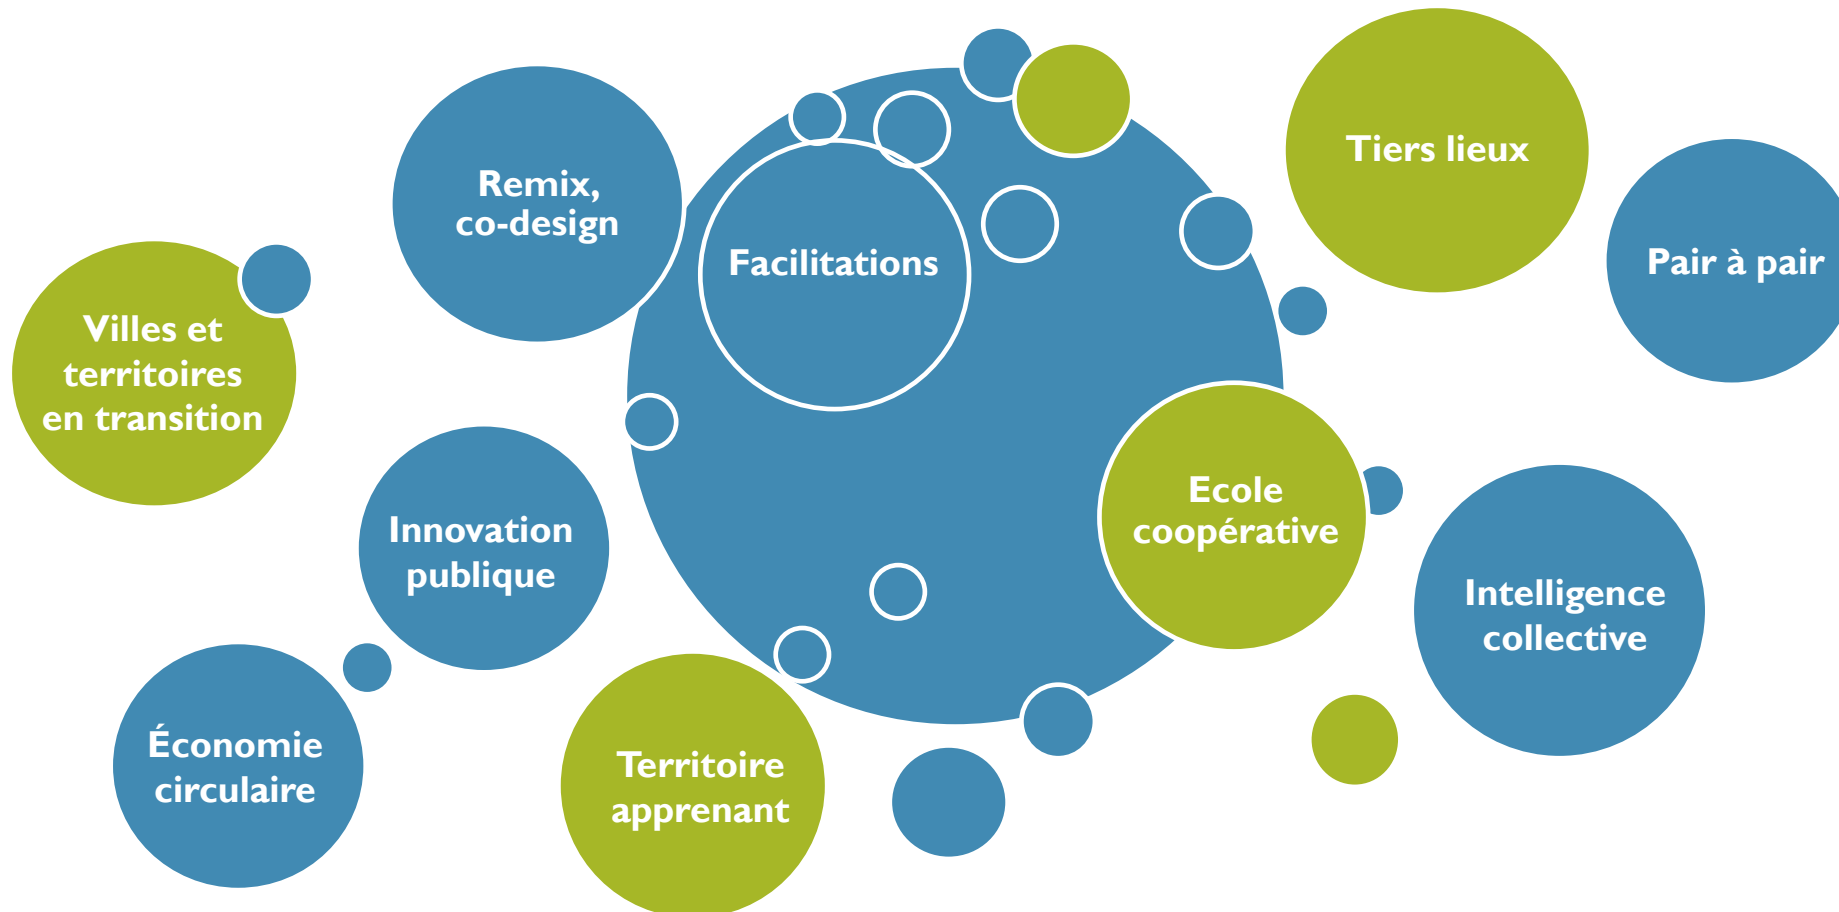 Remix,
co-design
Facilitations
Tiers lieux
Pair à pair
Villes et
territoires
en transition
Innovation
publique
Ecole
coopérative
Intelligence
collective
Économie
circulaire
Territoire
apprenant